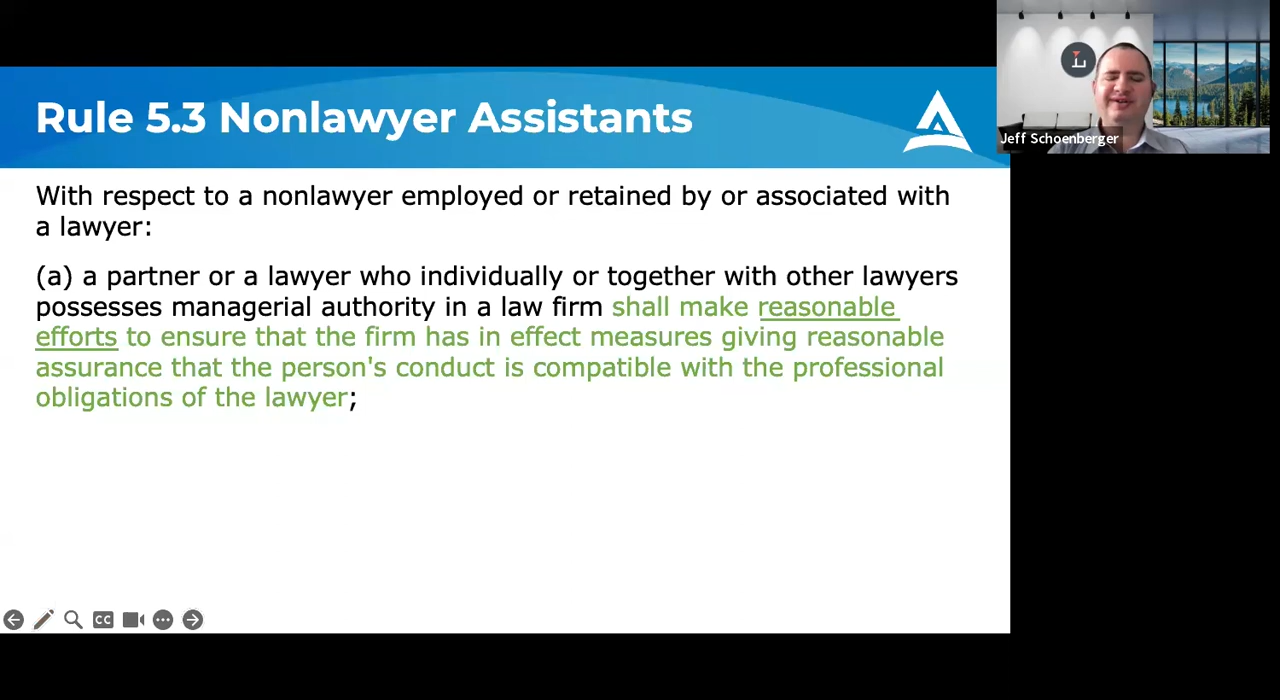 Rule 5.3 Nonlawyer Assistants
Jeff Schoenberger
With respect to a nonlawyer employed or retained by or associated with
a lawyer:
(a) a partner or a lawyer who individually or together with other lawyers
possesses managerial authority in a law firm shall make reasonable
efforts to ensure that the firm has in effect measures giving reasonable
assurance that the person's conduct is compatible with the professional
obligations of the lawyer;
CC